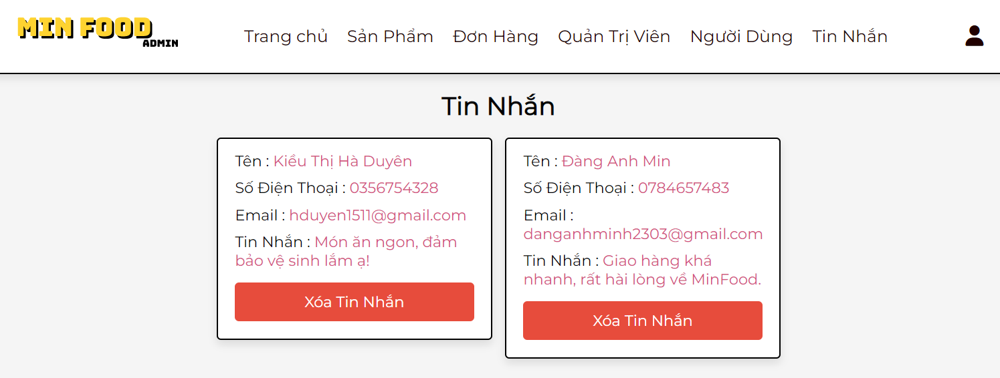 MIN FOOD
ADMIN
Trang chủ Sản Phẩm Đơn Hàng Quản Trị Viên Người Dùng Tin Nhắn
Tin Nhắn
Tên : Kiều Thị Hà Duyên
Số Điện Thoại : 0356754328
Email : hduyen1511@gmail.com
Tin Nhắn : Món ăn ngon, đảm
bảo vệ sinh lắm ạ!
Xóa Tin Nhắn
Tên : Đàng Anh Min
Số Điện Thoại : 0784657483
Email :
danganhminh2303@gmail.com
Tin Nhắn : Giao hàng khá
nhanh, rất hài lòng về MinFood.
Xóa Tin Nhắn